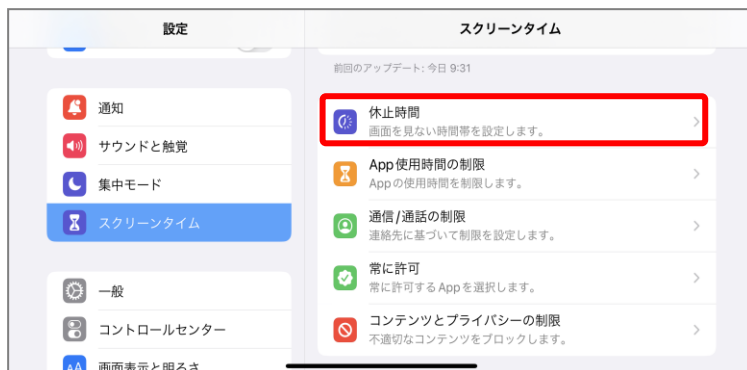 設定
通知
サウンドと触覚
集中モード
スクリーンタイム
一般
コントロールセンター
画面表示と明るさ
スクリーンタイム
前回のアップデート: 今日 9:31
休止時間
画面を見ない時間帯を設定します。
App使用時間の制限
Appの使用時間を制限します。
通信/通話の制限
連絡先に基づいて制限を設定します。
常に許可
常に許可するAppを選択します。
コンテンツとプライバシーの制限
不適切なコンテンツをブロックします。